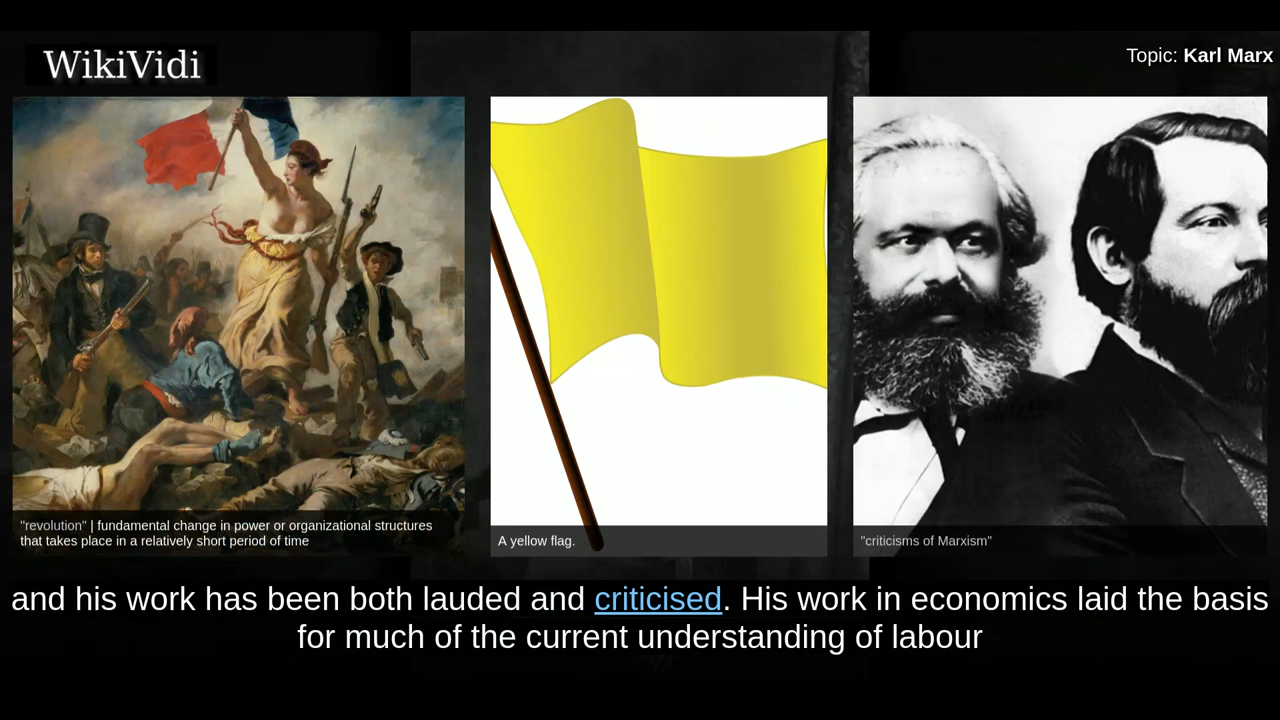 WikiVidi
Topic: Karl Marx
"revolution" | fundamental change in power or organizational structures
that takes place in a relatively short period of time
A yellow flag.
"criticisms of Marxism"
and his work has been both lauded and criticised. His work in economics laid the basis
for much of the current understanding of labour